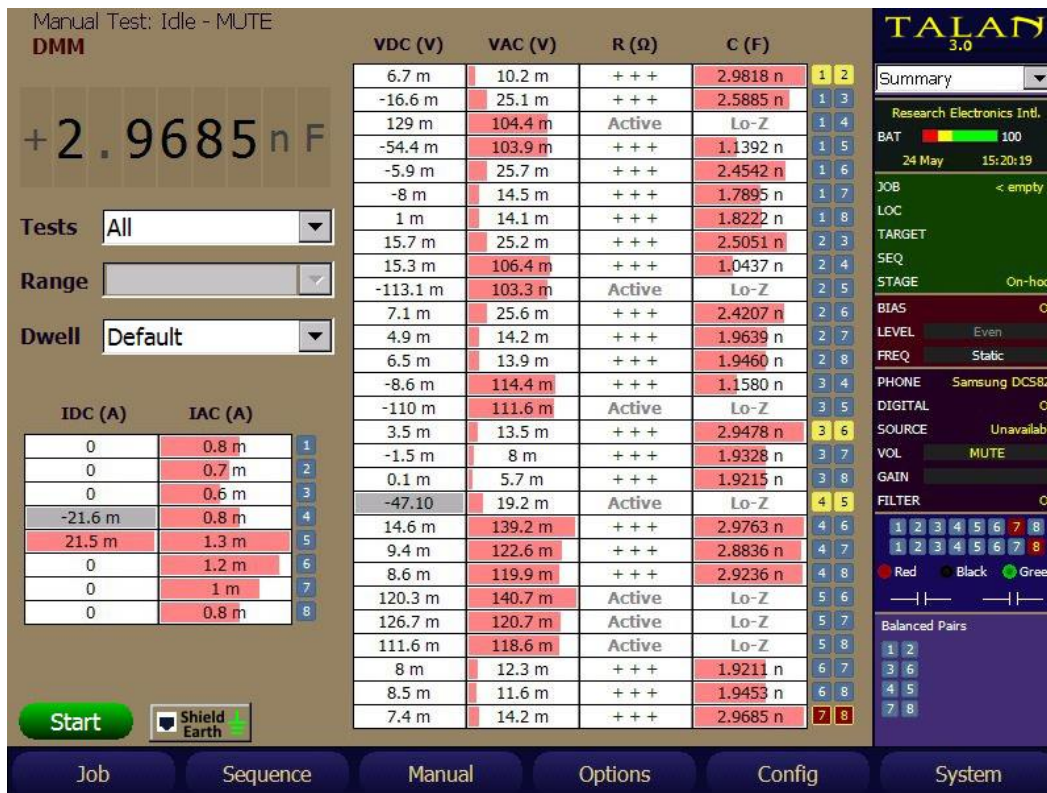 Manual Test: Idle - MUTE
DMM
+2.9685 n F
Tests All
Range
Dwell Default
IDC (A) IAC (A)
0 0.8 m 1
0 0.7 m 2
0 0.6 m 3
-21.6 m 0.8 m 4
21.5 m 1.3 m 5
0 1.2 m 6
0 1 m 7
0 0.8 m 8
Start Shield Earth
VDC (V) VAC (V) R (Ω) C (F)
6.7 m 10.2 m + + + 2.9818 n 1 2
-16.6 m 25.1 m + + + 2.5885 n 1 3
129 m 104.4 m Active Lo-Z 1 4
-54.4 m 103.9 m + + + 1.1392 n 1 5
-5.9 m 25.7 m + + + 2.4542 n 1 6
-8 m 14.5 m + + + 1.7895 n 1 7
1 m 14.1 m + + + 1.8222 n 1 8
15.7 m 25.2 m + + + 2.5051 n 2 3
15.3 m 106.4 m + + + 1.0437 n 2 4
-113.1 m 103.3 m Active Lo-Z 2 5
7.1 m 25.6 m + + + 2.4207 n 2 6
4.9 m 14.2 m + + + 1.9639 n 2 7
6.5 m 13.9 m + + + 1.9460 n 2 8
-8.6 m 114.4 m + + + 1.1580 n 3 4
-110 m 111.6 m Active Lo-Z 3 5
3.5 m 13.5 m + + + 2.9478 n 3 6
-1.5 m 8 m + + + 1.9328 n 3 7
0.1 m 5.7 m + + + 1.9215 n 3 8
-47.10 19.2 m Active Lo-Z 4 5
14.6 m 139.2 m + + + 2.9763 n 4 6
9.4 m 122.6 m + + + 2.8836 n 4 7
8.6 m 119.9 m + + + 2.9236 n 4 8
120.3 m 140.7 m Active Lo-Z 5 6
126.7 m 120.7 m Active Lo-Z 5 7
111.6 m 118.6 m Active Lo-Z 5 8
8 m 12.3 m + + + 1.9211 n 6 7
8.5 m 11.6 m + + + 1.9453 n 6 8
7.4 m 14.2 m + + + 2.9685 n 7 8
TALAN
3.0
Summary
Research Electronics Intl.
BAT 100
24 May 15:20:19
JOB < empty
LOC
TARGET
SEQ
STAGE On-hoo
BIAS O
LEVEL Even
FREQ Static
PHONE Samsung DCS82
DIGITAL O
SOURCE Unavailab
VOL MUTE
GAIN
FILTER O
1 2 3 4 5 6 7 8
1 2 3 4 5 6 7 8
Red Black Gree
Balanced Pairs
1 2
3 6
4 5
7 8
Job Sequence Manual Options Config System